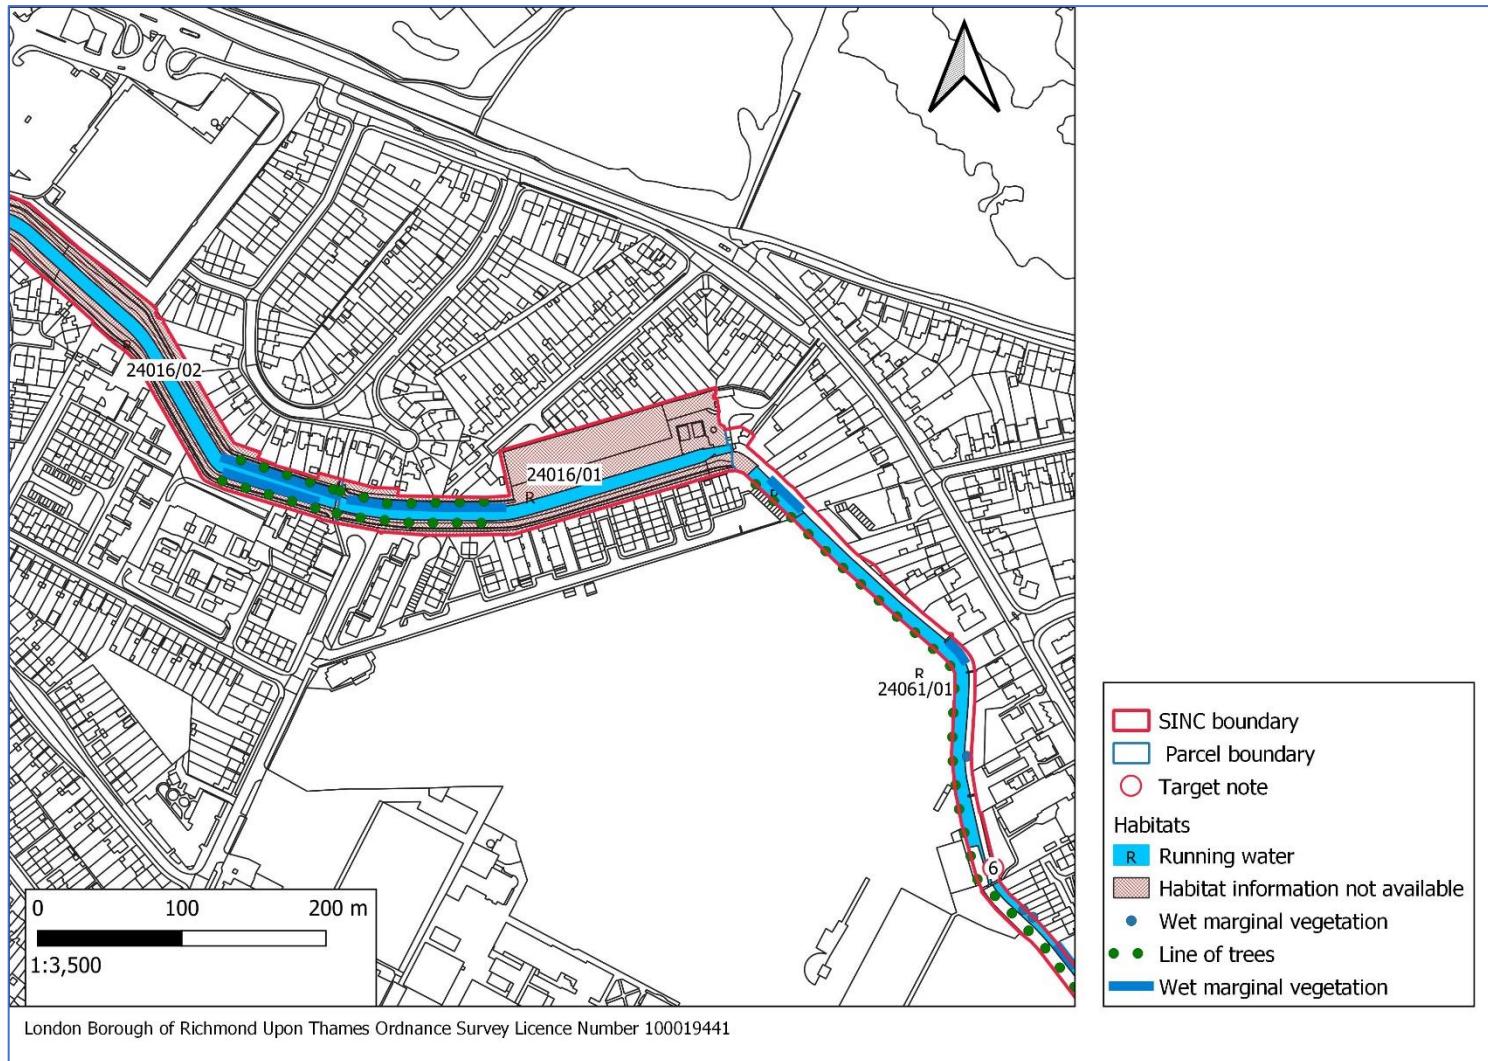 24016/02
R
24016/01
R
R
R
24061/01
6
0 100 200 m
1:3,500
SINC boundary
Parcel boundary
Target note
Habitats
R Running water
Habitat information not available
Wet marginal vegetation
Line of trees
Wet marginal vegetation
London Borough of Richmond Upon Thames Ordnance Survey Licence Number 100019441